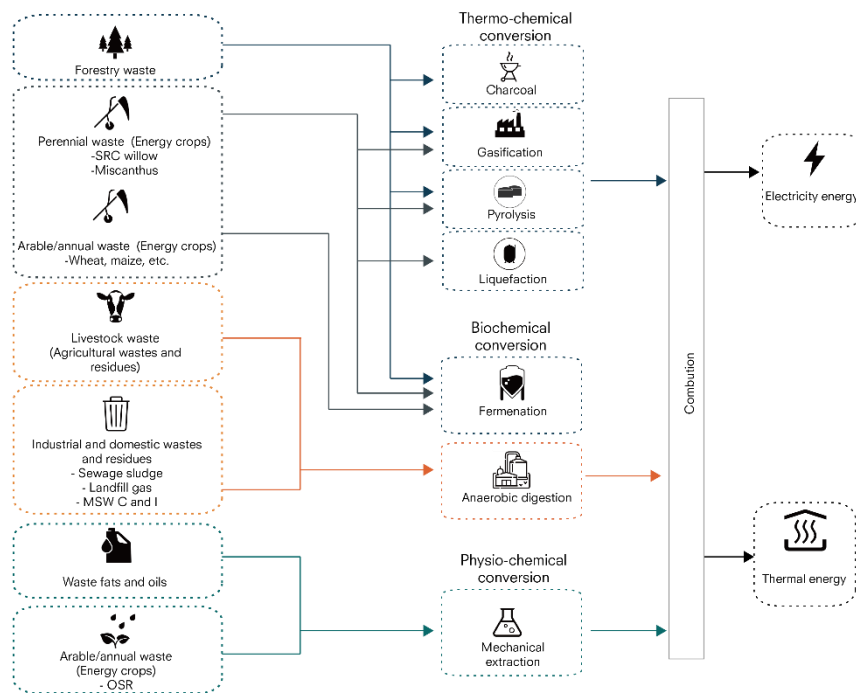 Forestry waste
Perennial waste (Energy crops)
-SRC willow
-Miscanthus
Arable/annual waste (Energy crops)
-Wheat, maize, etc.
Livestock waste
(Agricultural wastes and
residues)
Industrial and domestic wastes
and residues
- Sewage sludge
- Landfill gas
- MSW C and I
Waste fats and oils
Arable/annual waste
(Energy crops)
- OSR
Thermo-chemical
conversion
Charcoal
Gasification
Pyrolysis
Liquefaction
Biochemical
conversion
Fermenation
Anaerobic digestion
Physio-chemical
conversion
Mechanical
extraction
Combution
Electricity energy
Thermal energy